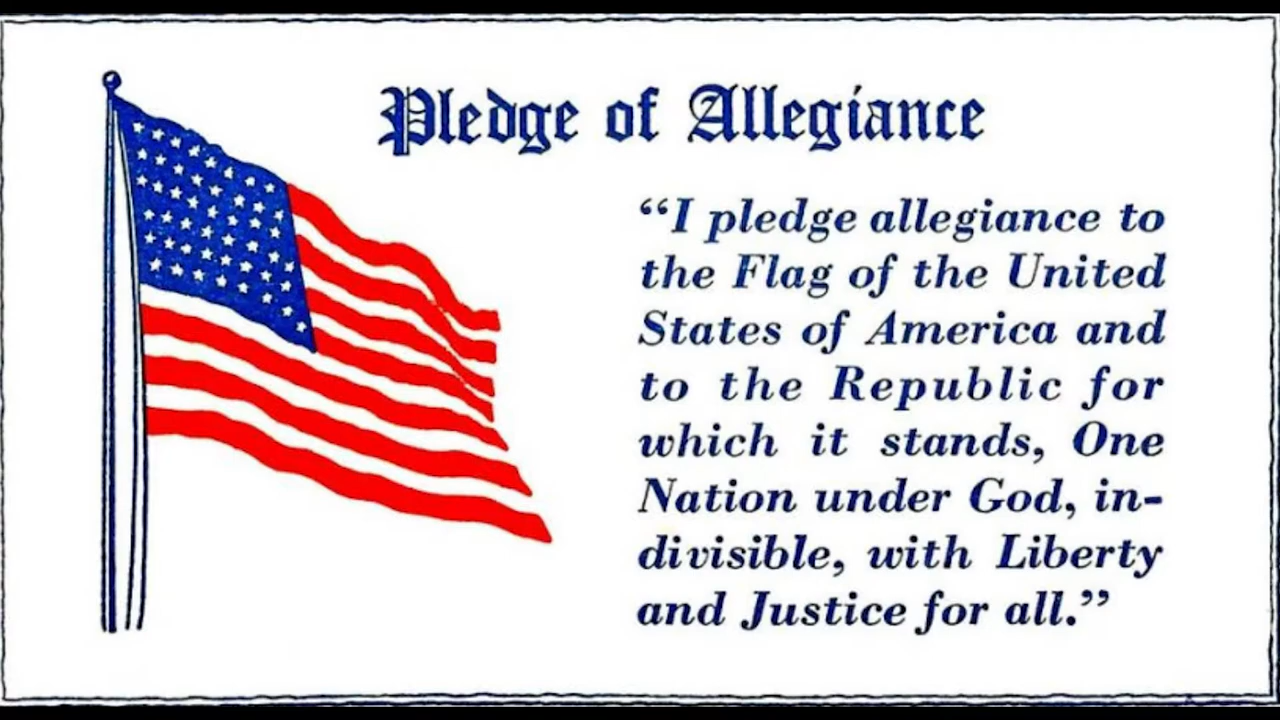 Pledge of Allegiance
“I pledge allegiance to
the Flag of the United
States of America and
to the Republic for
which it stands, One
Nation under God, in-
divisible, with Liberty
and Justice for all.”